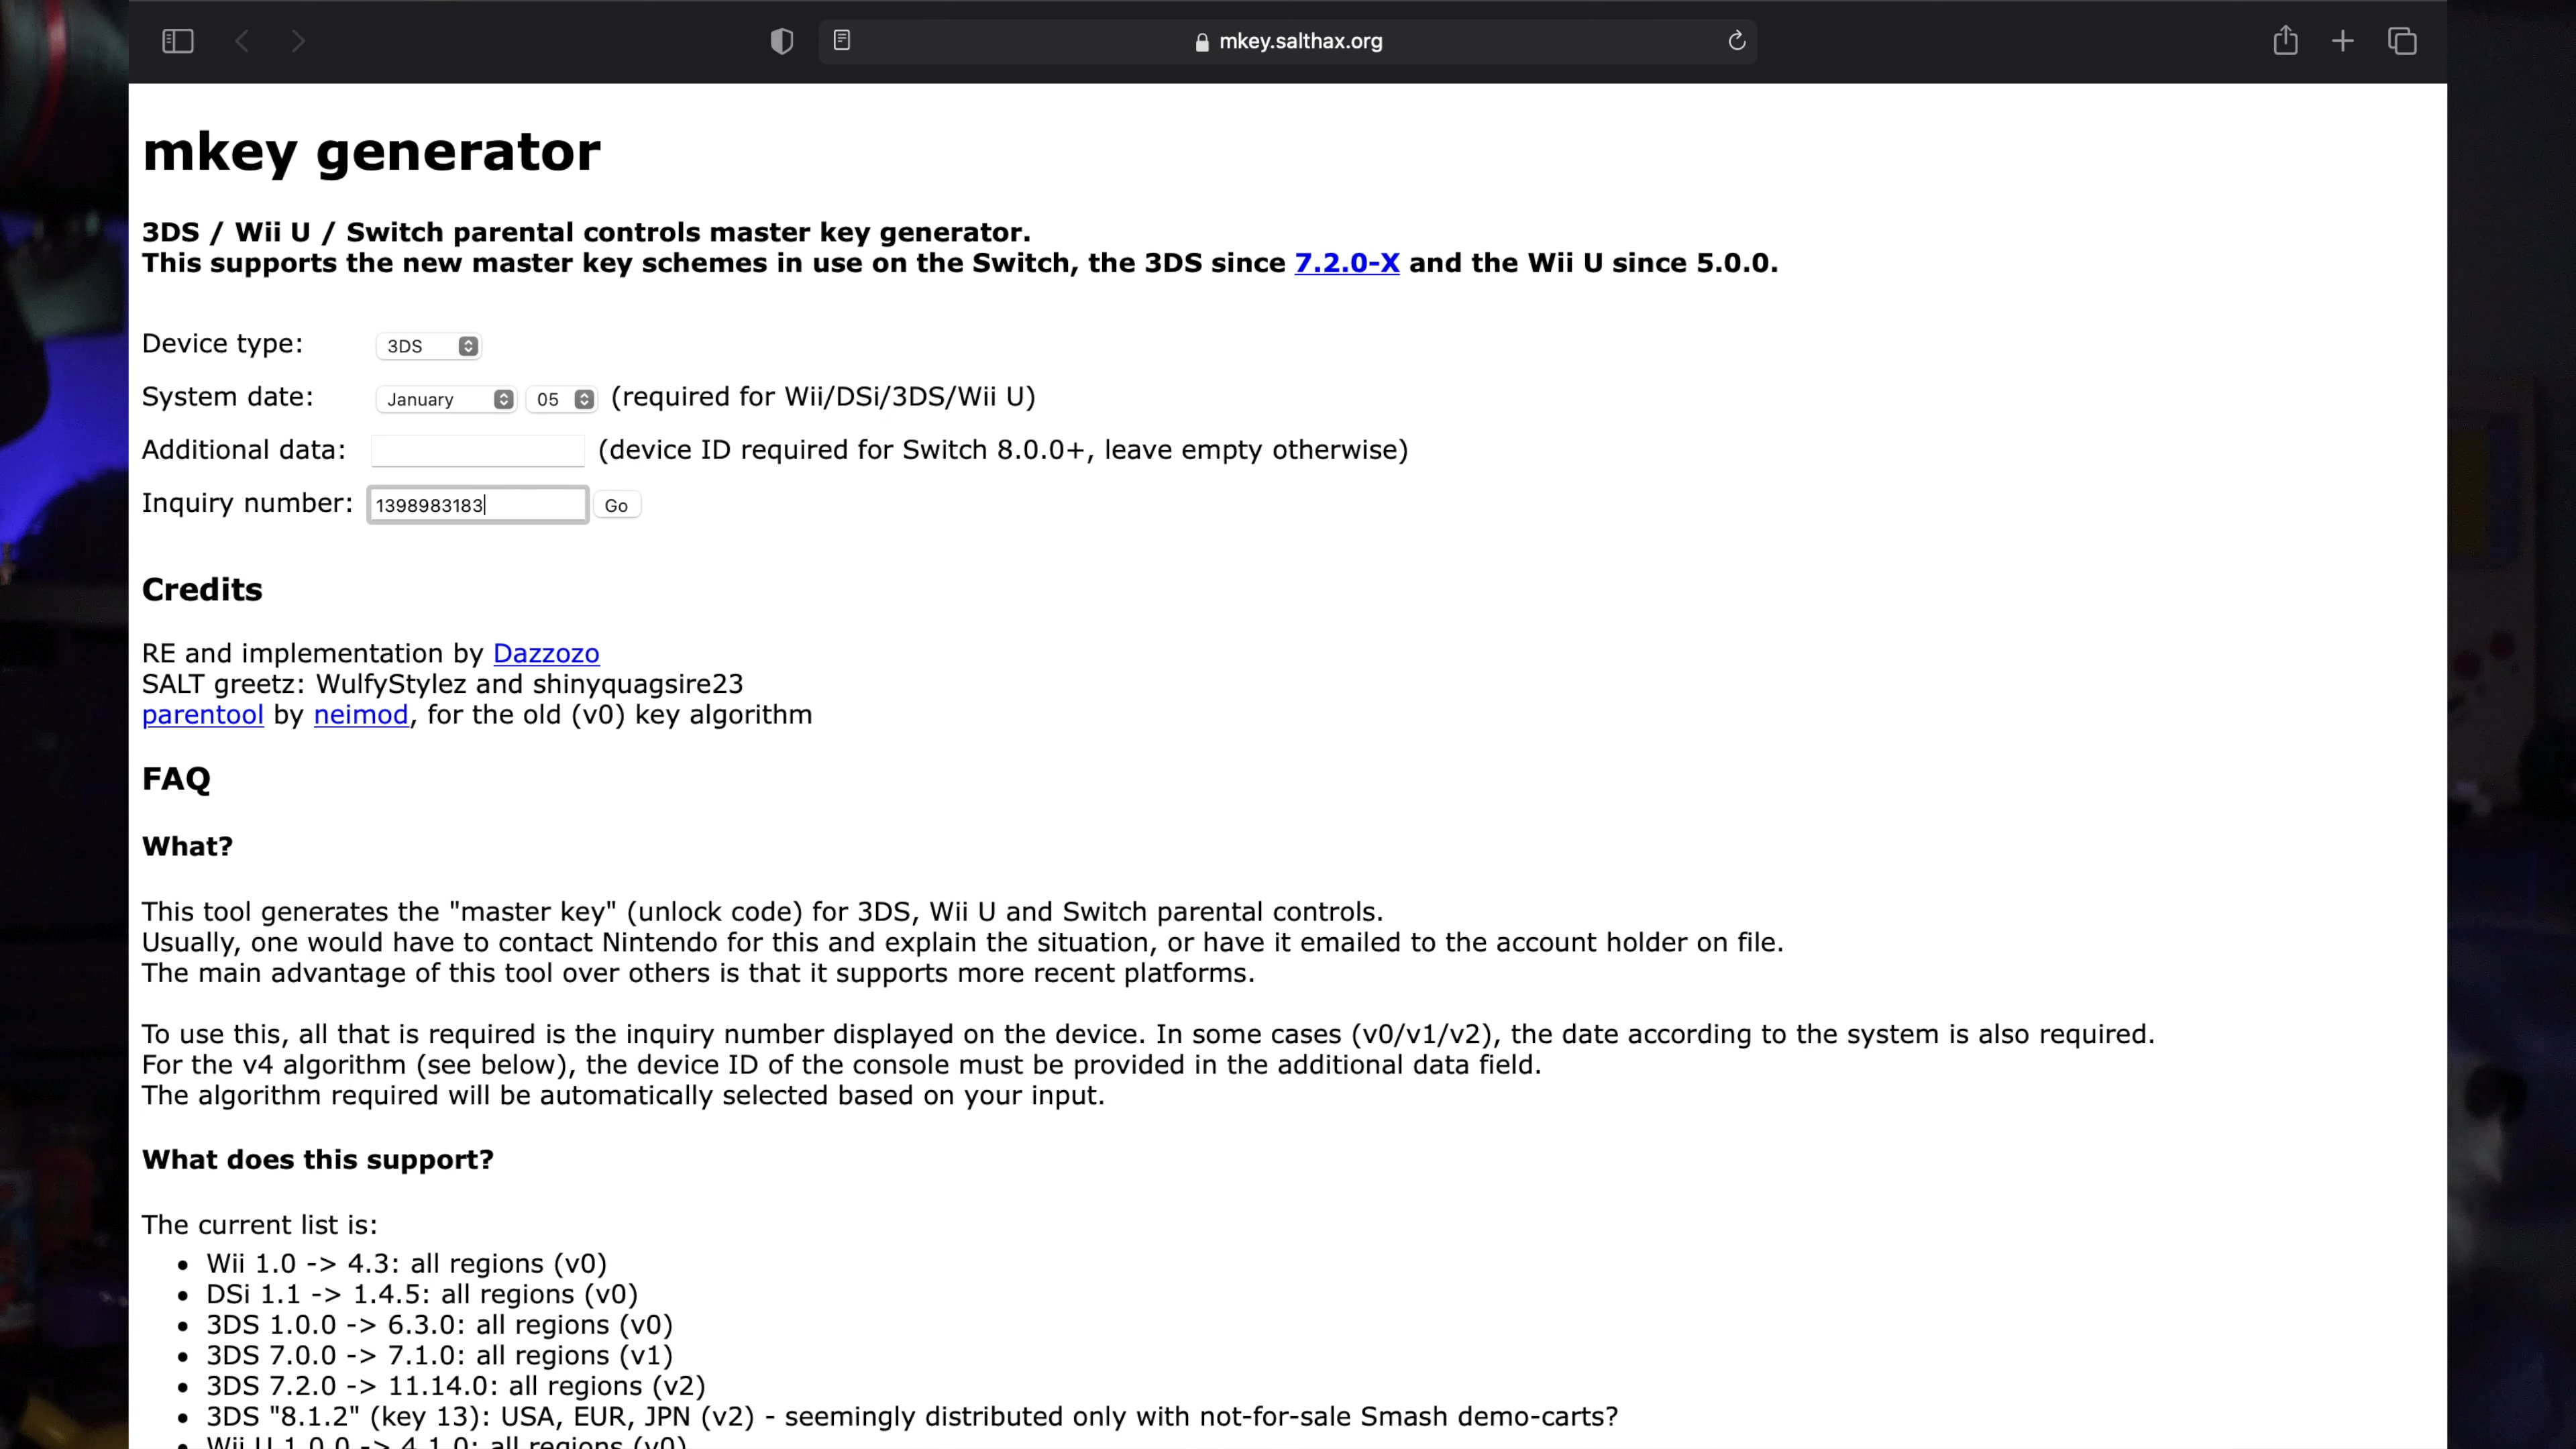 mkey.salthax.org
mkey generator
3DS / Wii U / Switch parental controls master key generator.
This supports the new master key schemes in use on the Switch, the 3DS since 7.2.0-X and the Wii U since 5.0.0.
Device type: 3DS
System date: January 05 (required for Wii/DSi/3DS/Wii U)
Additional data: (device ID required for Switch 8.0.0+, leave empty otherwise)
Inquiry number: 1398983183 Go
Credits
RE and implementation by Dazzozo
SALT greetz: WulfyStylez and shinyquagsire23
parentool by neimod, for the old (v0) key algorithm
FAQ
What?
This tool generates the "master key" (unlock code) for 3DS, Wii U and Switch parental controls.
Usually, one would have to contact Nintendo for this and explain the situation, or have it emailed to the account holder on file.
The main advantage of this tool over others is that it supports more recent platforms.
To use this, all that is required is the inquiry number displayed on the device. In some cases (v0/v1/v2), the date according to the system is also required.
For the v4 algorithm (see below), the device ID of the console must be provided in the additional data field.
The algorithm required will be automatically selected based on your input.
What does this support?
The current list is:
• Wii 1.0 -> 4.3: all regions (v0)
• DSi 1.1 -> 1.4.5: all regions (v0)
• 3DS 1.0.0 -> 6.3.0: all regions (v0)
• 3DS 7.0.0 -> 7.1.0: all regions (v1)
• 3DS 7.2.0 -> 11.14.0: all regions (v2)
• 3DS "8.1.2" (key 13): USA, EUR, JPN (v2) - seemingly distributed only with not-for-sale Smash demo-carts?
• Wii U 1.0.0 -> 4.1.0: all regions (v0)